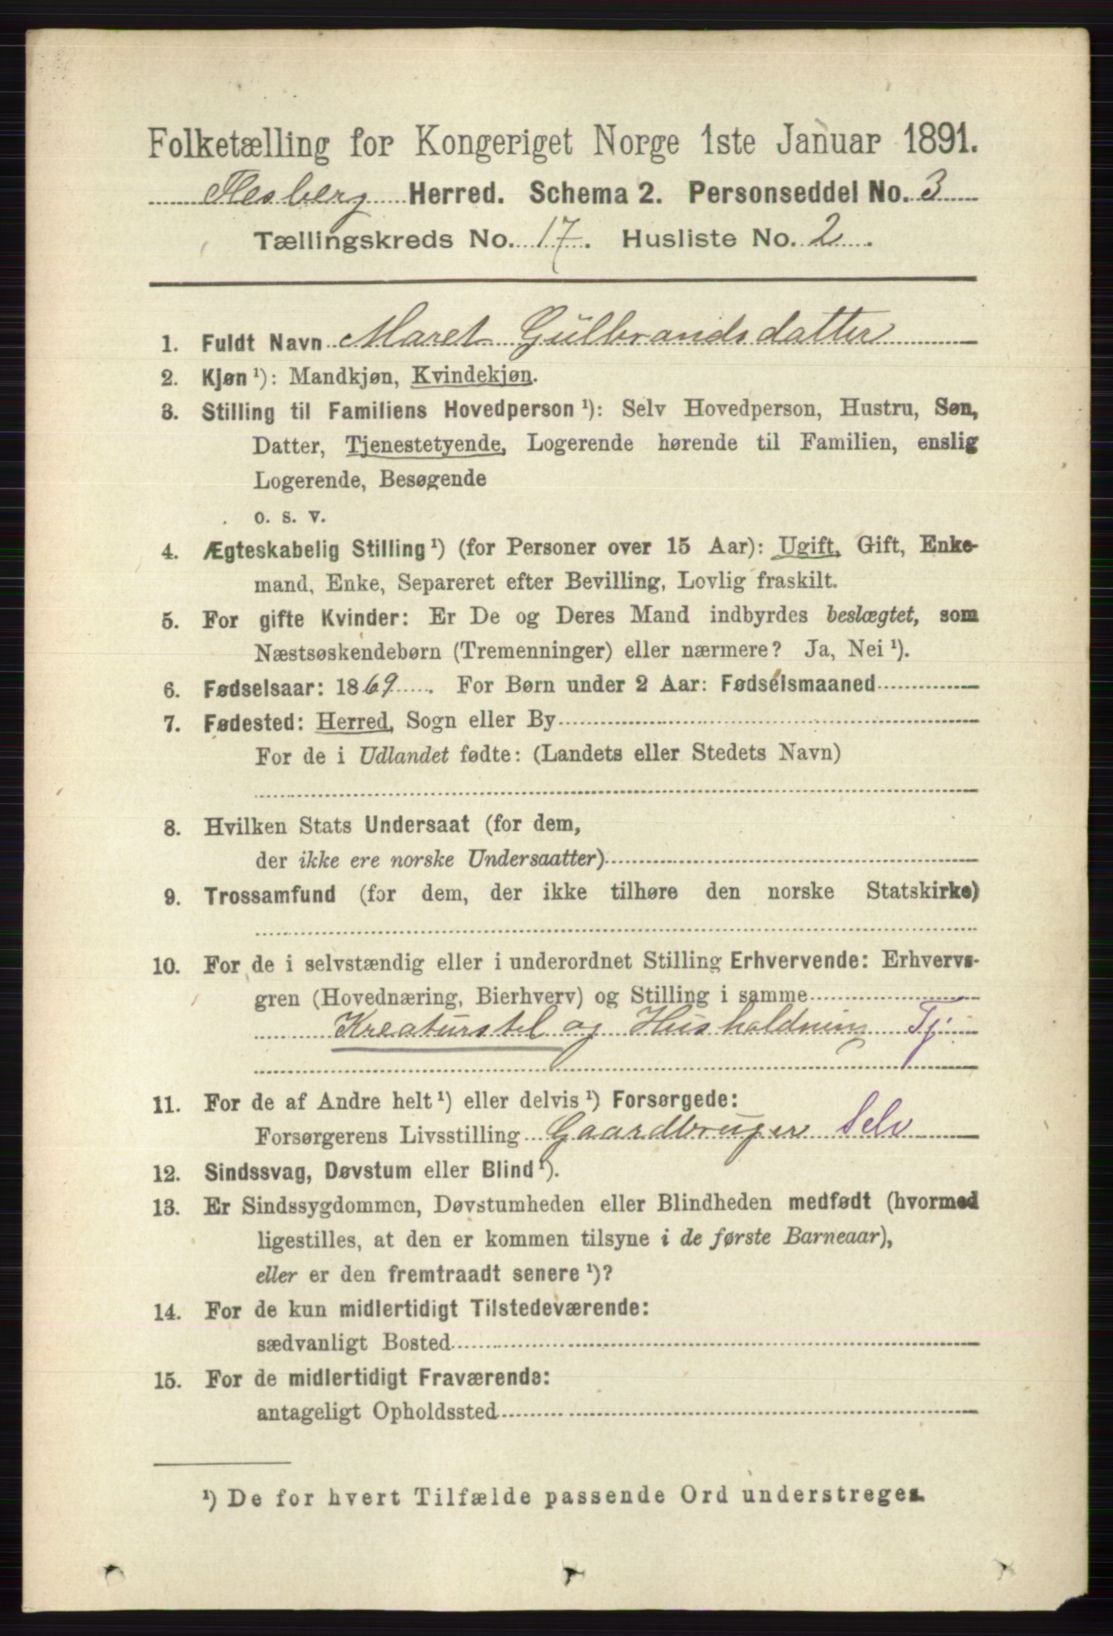 Folketælling for Kongeriget Norge 1ste Januar 1891.
Flesberg Herred. Schema 2. Personseddel No. 3
Tællingskreds No. 17. Husliste No. 2.
1. Fuldt Navn Maret Gulbrandsdatter
2. Kjøn ¹): Mandkjøn, Kvindekjøn.
3. Stilling til Familiens Hovedperson ¹): Selv Hovedperson, Hustru, Søn,
Datter, Tjenestetyende, Logerende hørende til Familien, enslig
Logerende, Besøgende
o. s. v.
4. Ægteskabelig Stilling ¹) (for Personer over 15 Aar): Ugift, Gift, Enke-
mand, Enke, Separeret efter Bevilling, Lovlig fraskilt.
5. For gifte Kvinder: Er De og Deres Mand indbyrdes beslægtet, som
Næstsøskendebørn (Tremenninger) eller nærmere? Ja, Nei ¹).
6. Fødselsaar: 1869. For Børn under 2 Aar: Fødselsmaaned
7. Fødested: Herred, Sogn eller By
For de i Udlandet fødte: (Landets eller Stedets Navn)
8. Hvilken Stats Undersaat (for dem,
der ikke ere norske Undersaatter)
9. Trossamfund (for dem, der ikke tilhøre den norske Statskirke)
10. For de i selvstændig eller i underordnet Stilling Erhvervende: Erhvervs-
gren (Hovednæring, Bierhverv) og Stilling i samme
Kreaturstel og Husholdning Tj.
11. For de af Andre helt ¹) eller delvis ¹) Forsørgede:
Forsørgerens Livsstilling Gaardbruger Selv
12. Sindssvag, Døvstum eller Blind ¹).
13. Er Sindssygdommen, Døvstumheden eller Blindheden medfødt (hvormed
ligestilles, at den er kommen tilsyne i de første Barneaar),
eller er den fremtraadt senere ¹)?
14. For de kun midlertidigt Tilstedeværende:
sædvanligt Bosted
15. For de midlertidigt Fraværende:
antageligt Opholdssted
¹) De for hvert Tilfælde passende Ord understreges.